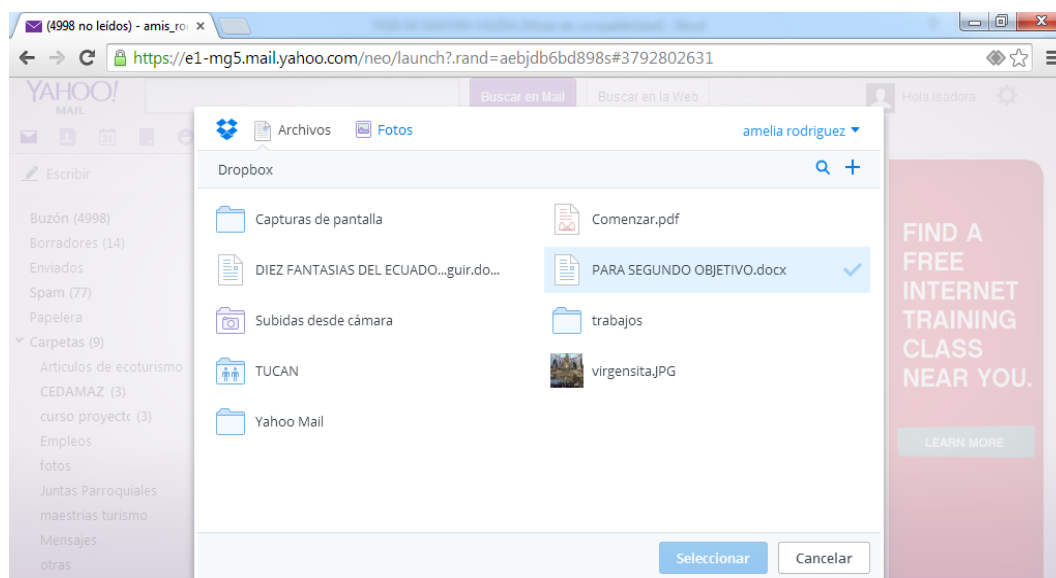 (4998 no leídos) - amis_ro
https://e1-mg5.mail.yahoo.com/neo/launch?.rand=aebjdb6bd898s#3792802631
YAHOO!
MAIL
Buscar en Mail
Buscar en la Web
Hola Isadora
Archivos
Fotos
amelia rodriguez
Dropbox
Escribir
Buzón (4998)
Borradores (14)
Enviados
Spam (77)
Papelera
Carpetas (9)
Articulos de ecoturismo
CEDAMAZ (3)
curso proyecto (3)
Empleos
fotos
Juntas Parroquiales
maestrias turismo
Mensajes
otras
Capturas de pantalla
Comenzar.pdf
DIEZ FANTASIAS DEL ECUADO...guir.do...
PARA SEGUNDO OBJETIVO.docx
Subidas desde cámara
trabajos
TUCAN
virgensita.JPG
Yahoo Mail
Seleccionar
Cancelar
FIND A
FREE
INTERNET
TRAINING
CLASS
NEAR YOU.
LEARN MORE